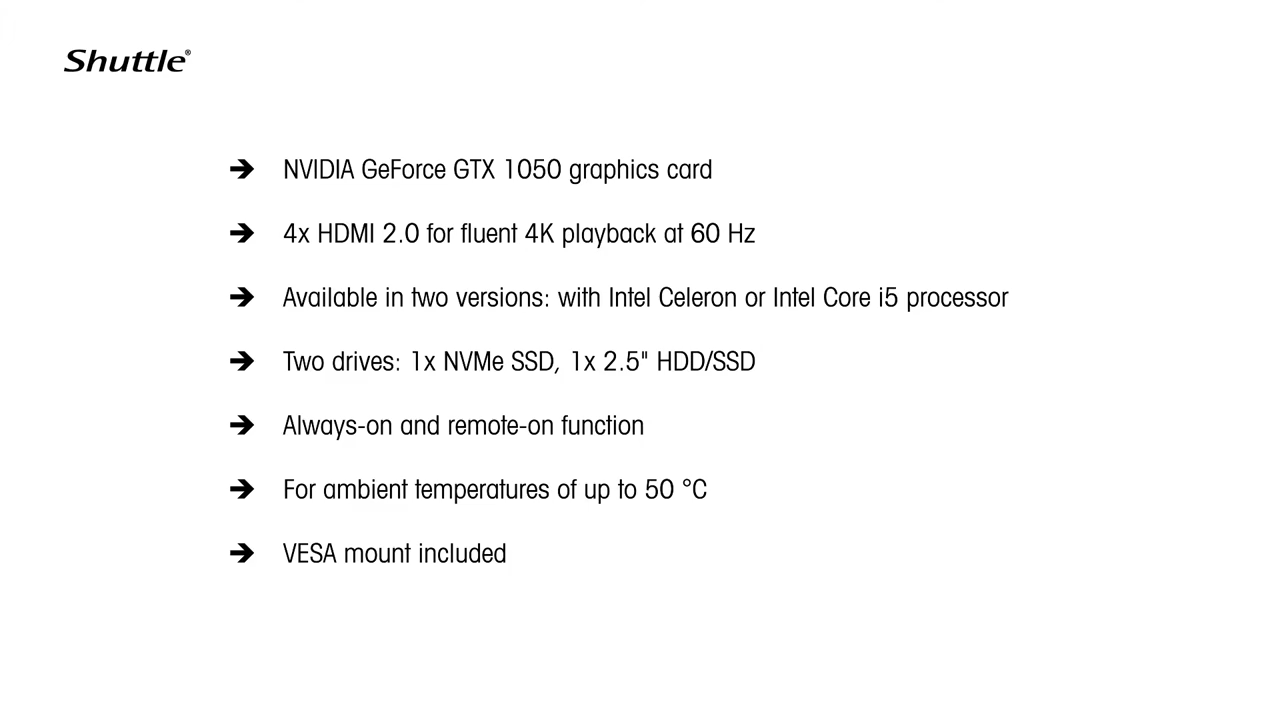 Shuttle®
➔ NVIDIA GeForce GTX 1050 graphics card
➔ 4x HDMI 2.0 for fluent 4K playback at 60 Hz
➔ Available in two versions: with Intel Celeron or Intel Core i5 processor
➔ Two drives: 1x NVMe SSD, 1x 2.5" HDD/SSD
➔ Always-on and remote-on function
➔ For ambient temperatures of up to 50 °C
➔ VESA mount included